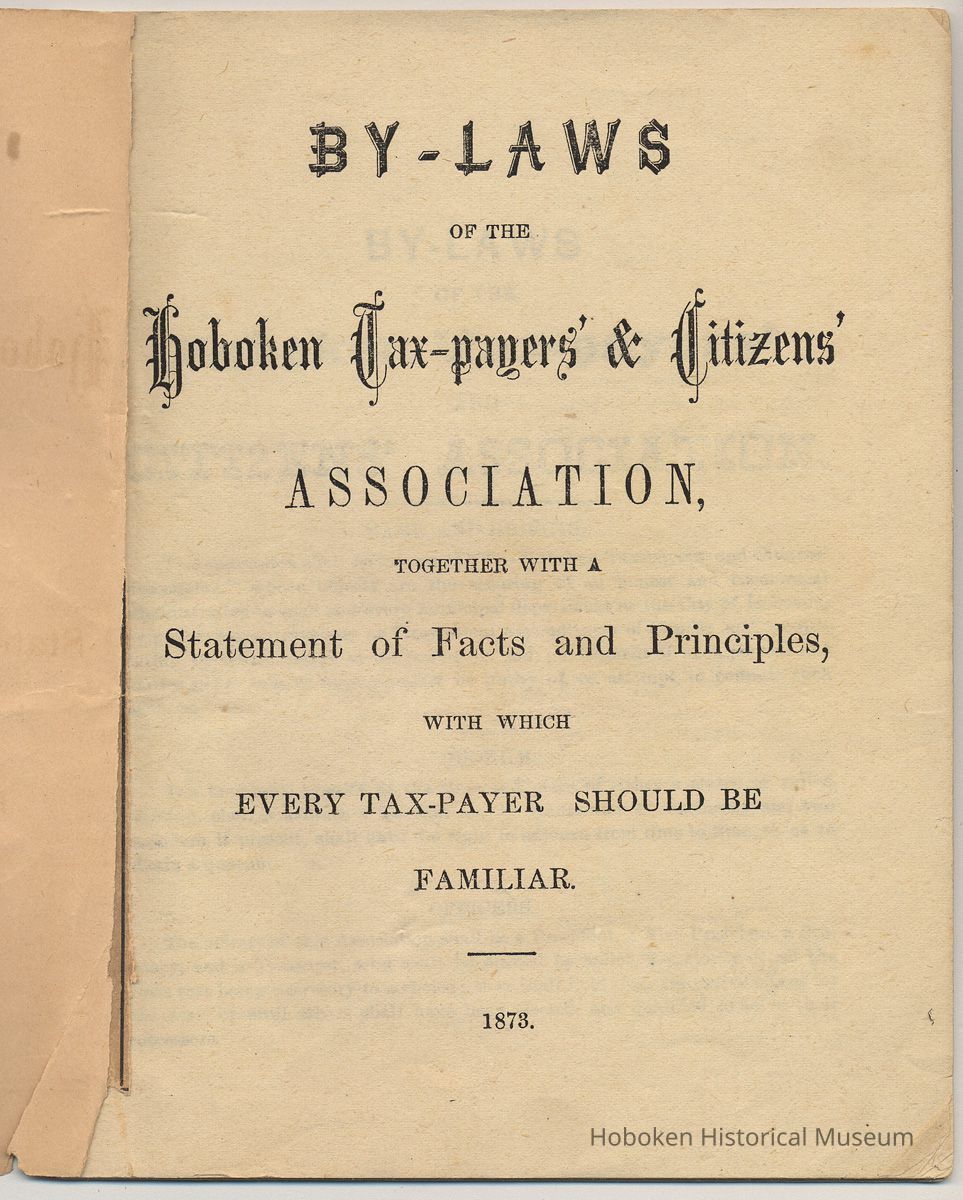 BY-LAWS
OF THE
Hoboken Tax-payers' & Citizens'
ASSOCIATION,
TOGETHER WITH A
Statement of Facts and Principles,
WITH WHICH
EVERY TAX-PAYER SHOULD BE
FAMILIAR.
1873.
Hoboken Historical Museum